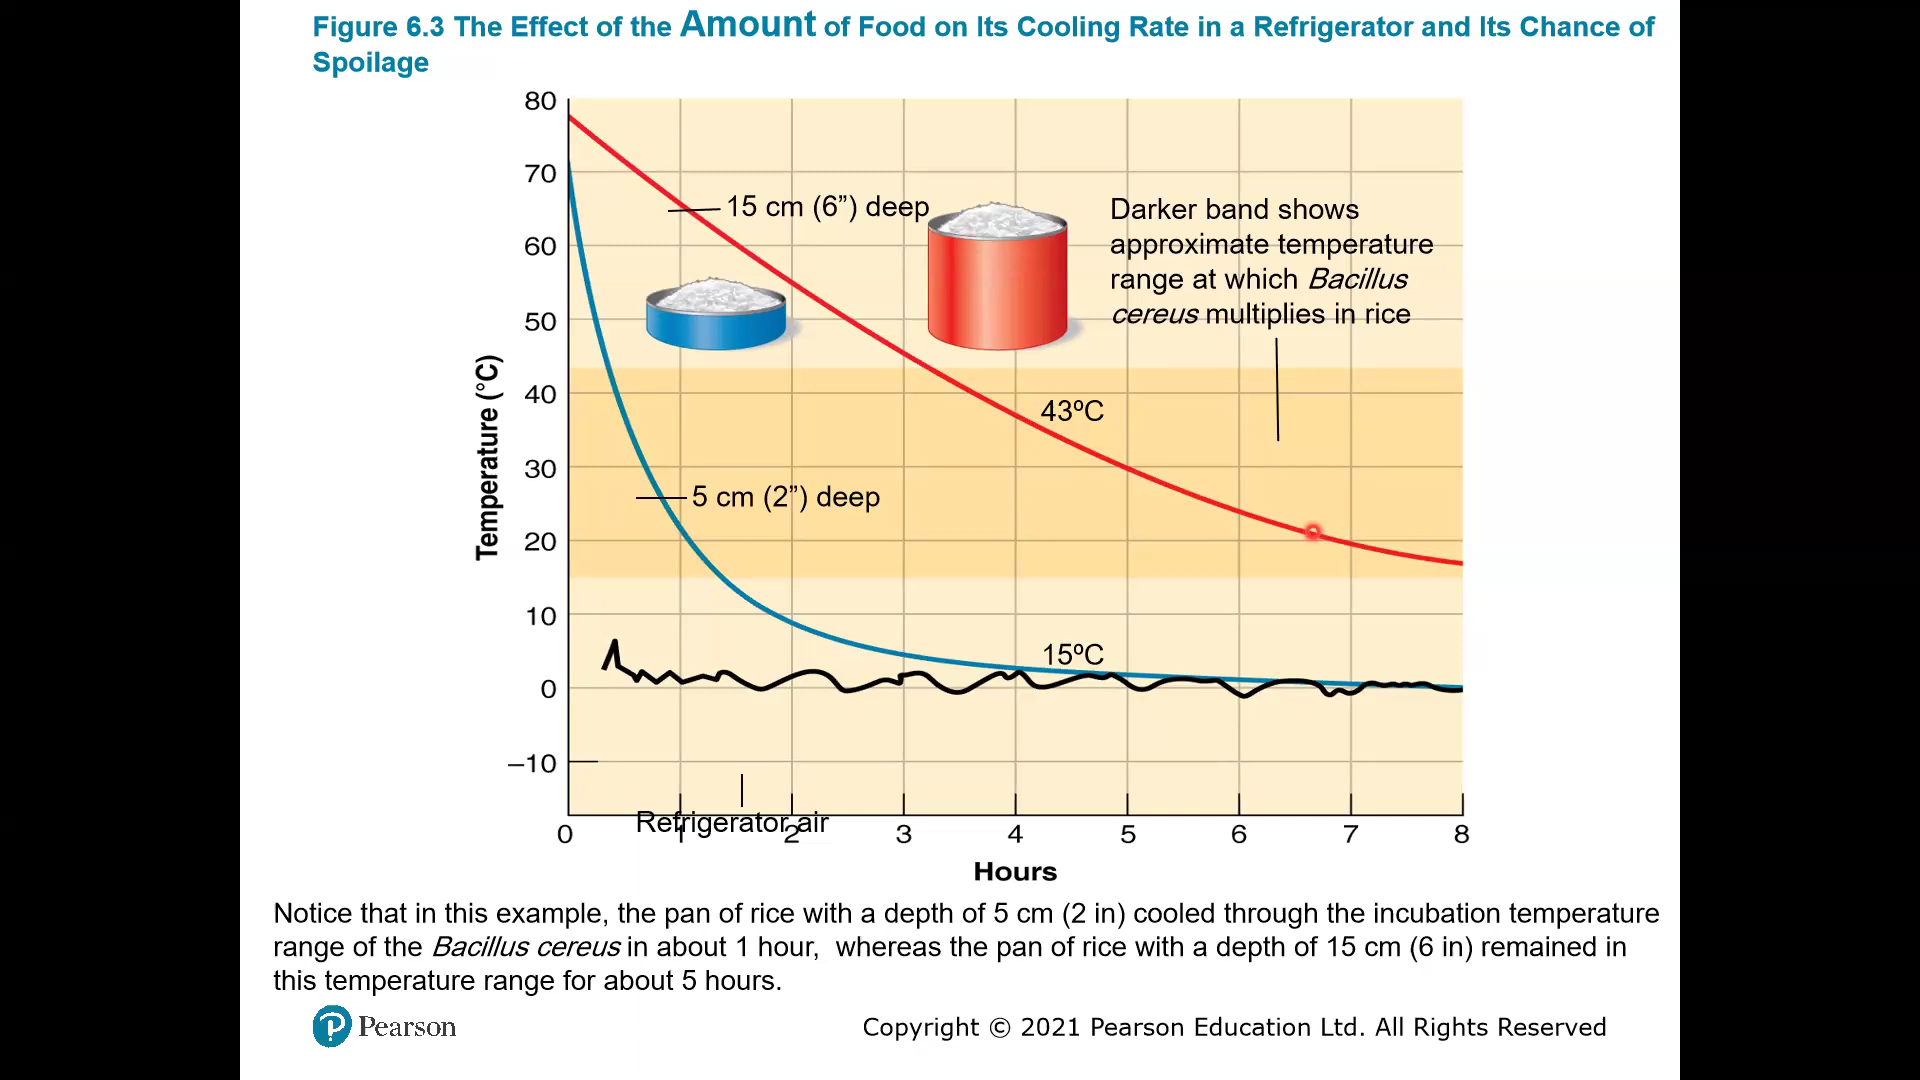 Figure 6.3 The Effect of the Amount of Food on Its Cooling Rate in a Refrigerator and Its Chance of
Spoilage
80
70
60
50
40
30
20
10
0
–10
Temperature (°C)
15 cm (6”) deep
Darker band shows
approximate temperature
range at which Bacillus
cereus multiplies in rice
43ºC
5 cm (2”) deep
15ºC
Refrigerator air
0 1 2 3 4 5 6 7 8
Hours
Notice that in this example, the pan of rice with a depth of 5 cm (2 in) cooled through the incubation temperature
range of the Bacillus cereus in about 1 hour, whereas the pan of rice with a depth of 15 cm (6 in) remained in
this temperature range for about 5 hours.
Pearson
Copyright © 2021 Pearson Education Ltd. All Rights Reserved